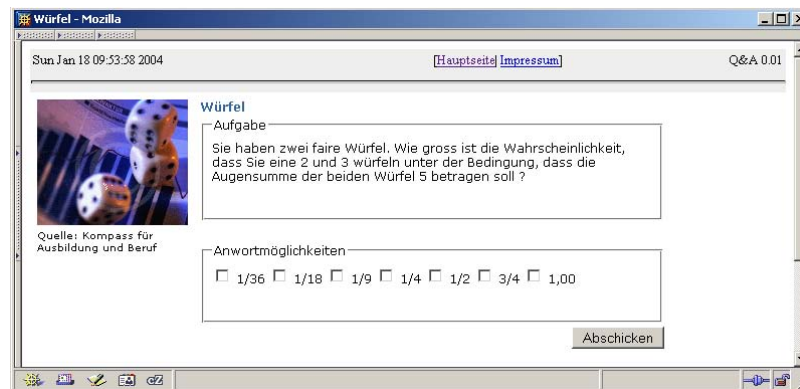 Würfel - Mozilla
Sun Jan 18 09:53:58 2004 [Hauptseite| Impressum] Q&A 0.01
Würfel
Aufgabe
Sie haben zwei faire Würfel. Wie gross ist die Wahrscheinlichkeit,
dass Sie eine 2 und 3 würfeln unter der Bedingung, dass die
Augensumme der beiden Würfel 5 betragen soll ?
Quelle: Kompass für
Ausbildung und Beruf
Anwortmöglichkeiten
1/36 1/18 1/9 1/4 1/2 3/4 1,00
Abschicken